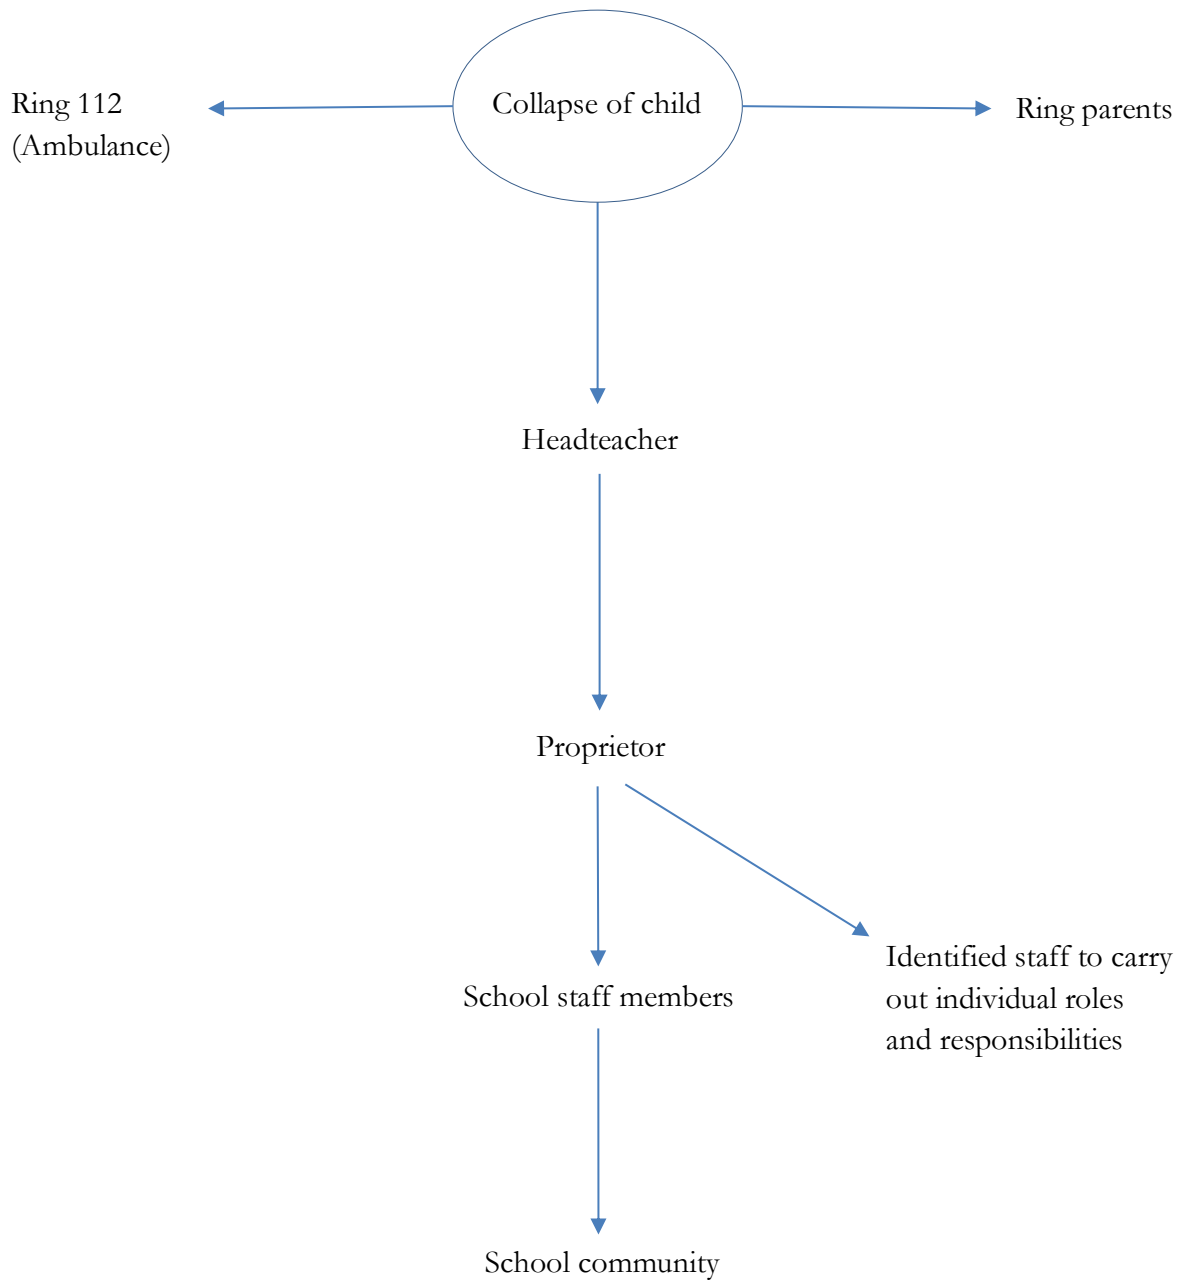 Ring 112
(Ambulance)
Collapse of child
Ring parents
Headteacher
Proprietor
School staff members
Identified staff to carry
out individual roles
and responsibilities
School community